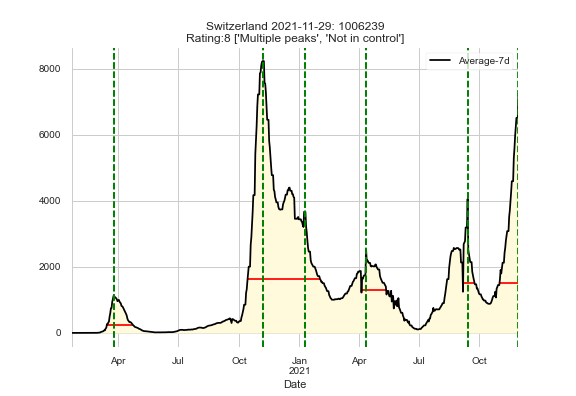 Switzerland 2021-11-29: 1006239
Rating:8 ['Multiple peaks', 'Not in control']
Average-7d
8000
6000
4000
2000
0
Apr Jul Oct Jan Apr Jul Oct
2021
Date